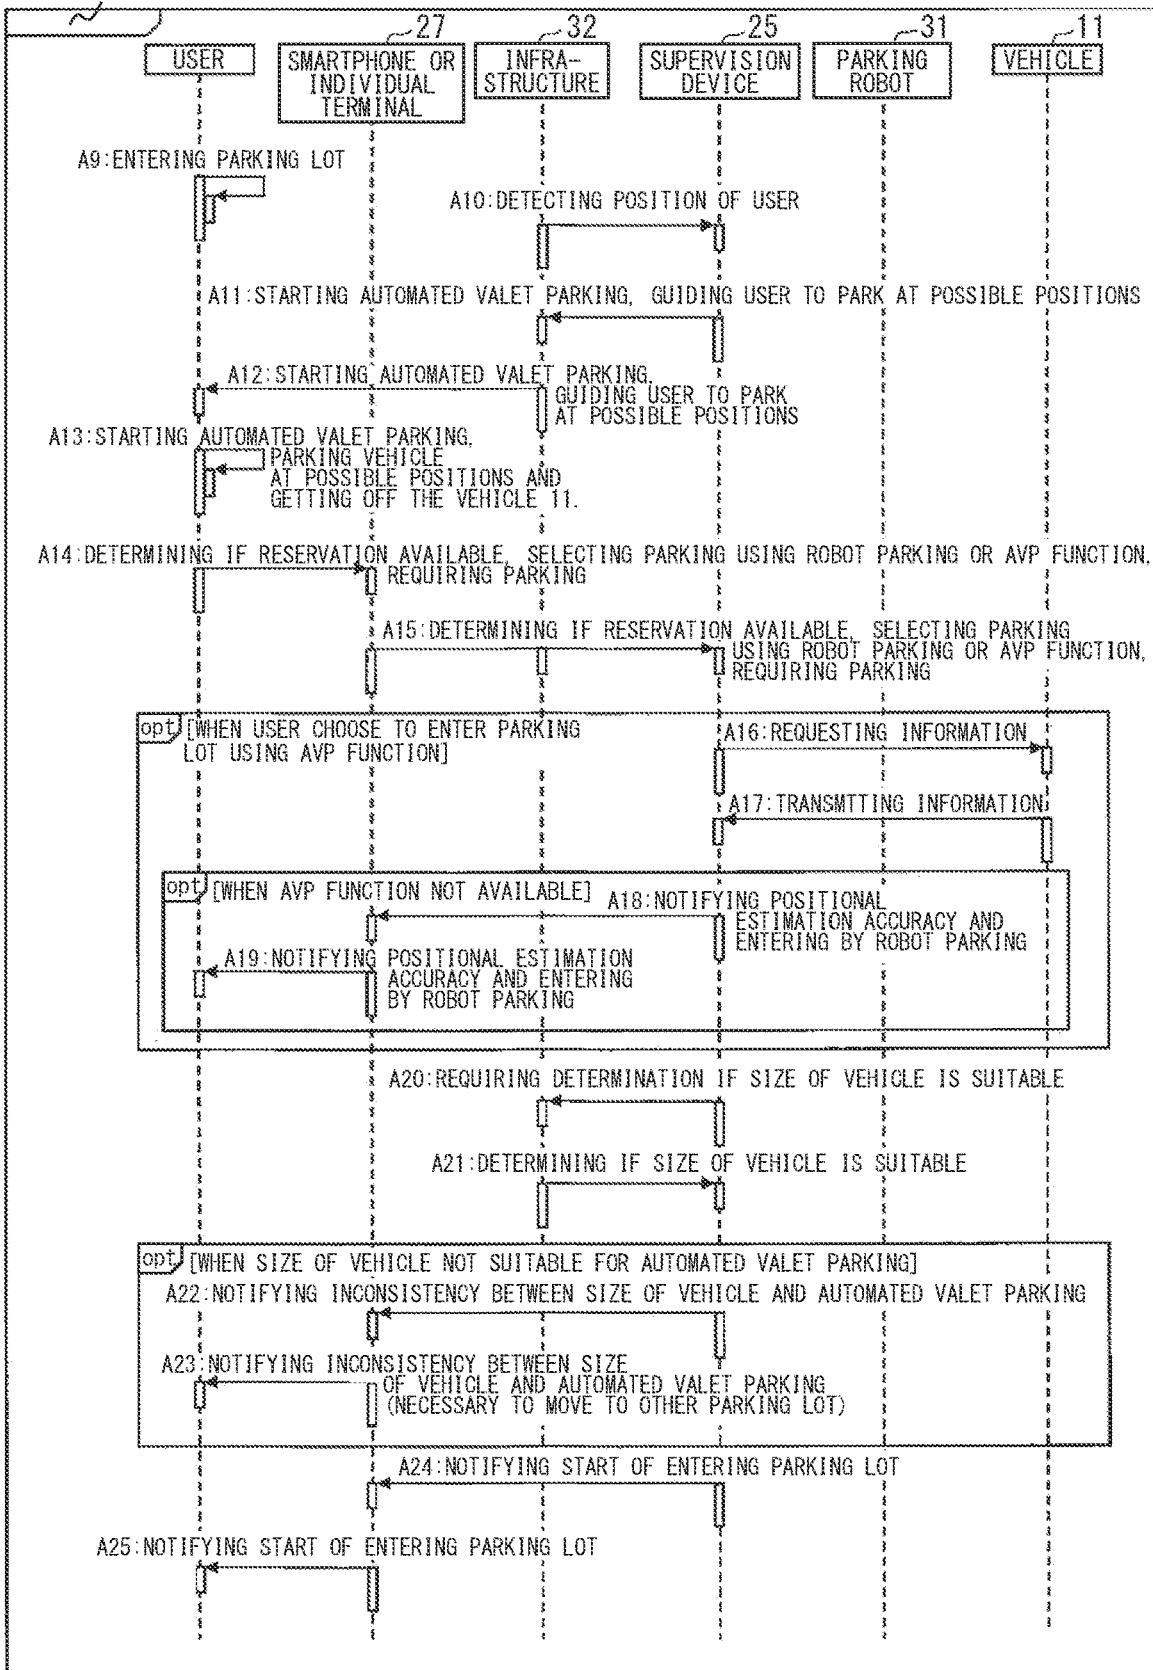 27
32
25
31
11
USER
SMARTPHONE OR
INDIVIDUAL
TERMINAL
INFRA-
STRUCTURE
SUPERVISION
DEVICE
PARKING
ROBOT
VEHICLE
A9:ENTERING PARKING LOT
A10:DETECTING POSITION OF USER
A11:STARTING AUTOMATED VALET PARKING, GUIDING USER TO PARK AT POSSIBLE POSITIONS
A12:STARTING AUTOMATED VALET PARKING,
GUIDING USER TO PARK
AT POSSIBLE POSITIONS
A13:STARTING AUTOMATED VALET PARKING,
PARKING VEHICLE
AT POSSIBLE POSITIONS AND
GETTING OFF THE VEHICLE 11.
A14:DETERMINING IF RESERVATION AVAILABLE, SELECTING PARKING USING ROBOT PARKING OR AVP FUNCTION,
REQUIRING PARKING
A15:DETERMINING IF RESERVATION AVAILABLE, SELECTING PARKING
USING ROBOT PARKING OR AVP FUNCTION,
REQUIRING PARKING
opt [WHEN USER CHOOSE TO ENTER PARKING
LOT USING AVP FUNCTION]
A16:REQUESTING INFORMATION
A17:TRANSMTTING INFORMATION
opt [WHEN AVP FUNCTION NOT AVAILABLE]
A18:NOTIFYING POSITIONAL
ESTIMATION ACCURACY AND
ENTERING BY ROBOT PARKING
A19:NOTIFYING POSITIONAL ESTIMATION
ACCURACY AND ENTERING
BY ROBOT PARKING
A20:REQUIRING DETERMINATION IF SIZE OF VEHICLE IS SUITABLE
A21:DETERMINING IF SIZE OF VEHICLE IS SUITABLE
opt [WHEN SIZE OF VEHICLE NOT SUITABLE FOR AUTOMATED VALET PARKING]
A22:NOTIFYING INCONSISTENCY BETWEEN SIZE OF VEHICLE AND AUTOMATED VALET PARKING
A23:NOTIFYING INCONSISTENCY BETWEEN SIZE
OF VEHICLE AND AUTOMATED VALET PARKING
(NECESSARY TO MOVE TO OTHER PARKING LOT)
A24:NOTIFYING START OF ENTERING PARKING LOT
A25:NOTIFYING START OF ENTERING PARKING LOT